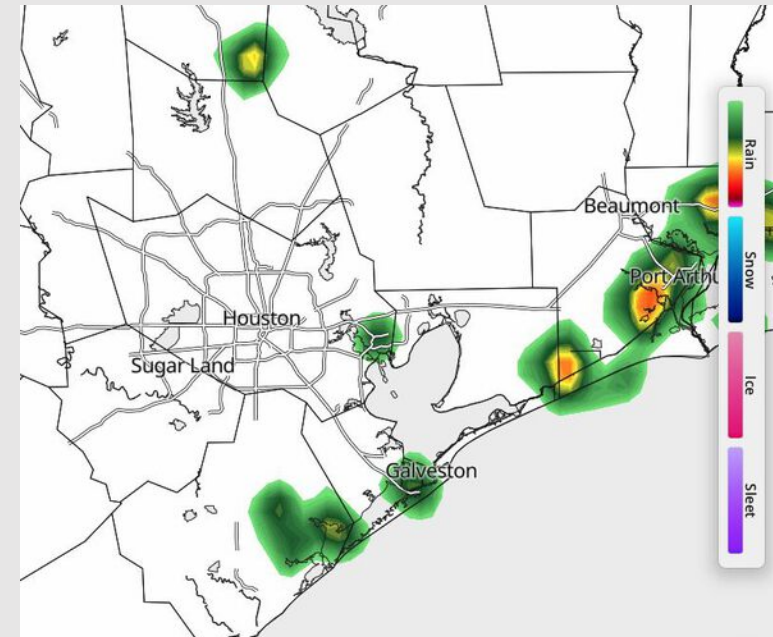 Beaumont
Port Arthu
Houston
Sugar Land
Galveston
Rain
Snow
Ice
Sleet